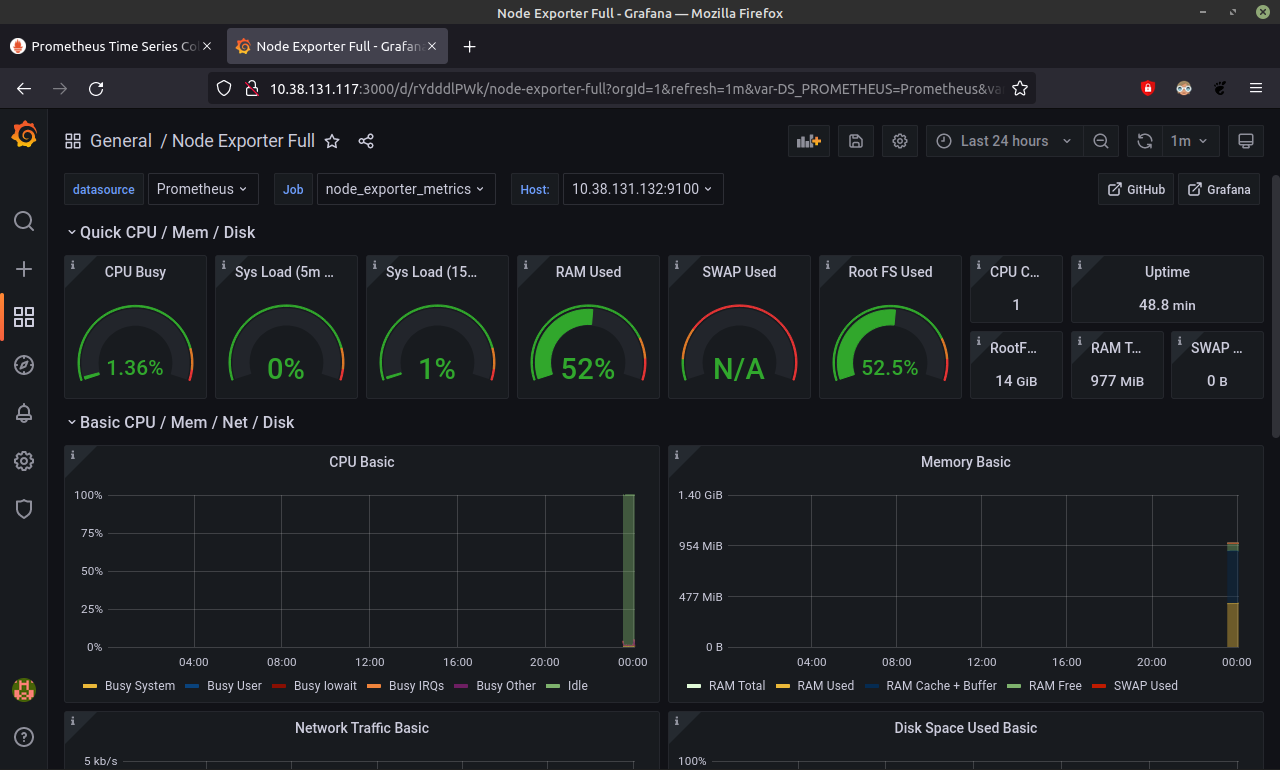 Node Exporter Full - Grafana — Mozilla Firefox
Prometheus Time Series Co
Node Exporter Full - Grafana
10.38.131.117:3000/d/rYdddlPWk/node-exporter-full?orgId=1&refresh=1m&var-DS_PROMETHEUS=Prometheus&va
General / Node Exporter Full
Last 24 hours
1m
datasource Prometheus Job node_exporter_metrics Host: 10.38.131.132:9100 GitHub Grafana
Quick CPU / Mem / Disk
CPU Busy
1.36%
Sys Load (5m ...
0%
Sys Load (15...
1%
RAM Used
52%
SWAP Used
N/A
Root FS Used
52.5%
CPU C...
1
Uptime
48.8 min
RootF...
14 GiB
RAM T...
977 MiB
SWAP ...
0 B
Basic CPU / Mem / Net / Disk
CPU Basic
100%
75%
50%
25%
0%
04:00 08:00 12:00 16:00 20:00 00:00
Busy System Busy User Busy Iowait Busy IRQs Busy Other Idle
Memory Basic
1.40 GiB
954 MiB
477 MiB
0 B
04:00 08:00 12:00 16:00 20:00 00:00
RAM Total RAM Used RAM Cache + Buffer RAM Free SWAP Used
Network Traffic Basic
5 kb/s
Disk Space Used Basic
100%